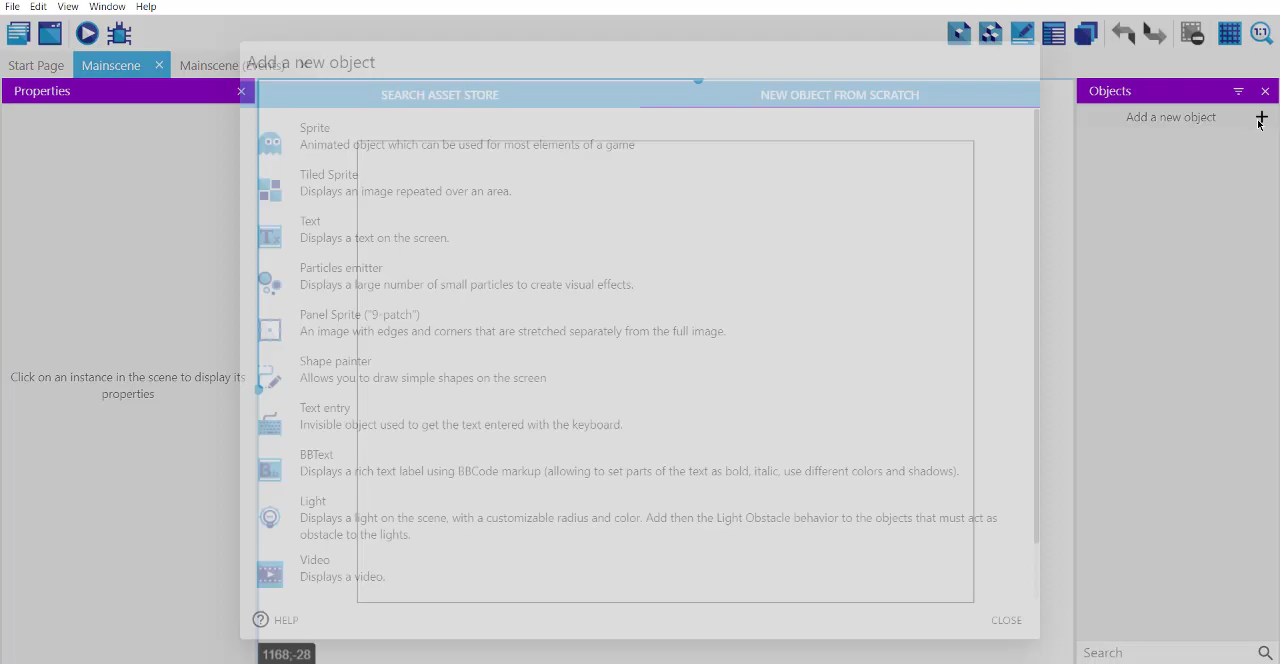 File Edit View Window Help
Start Page Mainscene × Mainscene
Add a new object
Properties
SEARCH ASSET STORE NEW OBJECT FROM SCRATCH
Objects
Add a new object
Sprite
Animated object which can be used for most elements of a game
Tiled Sprite
Displays an image repeated over an area.
Text
Displays a text on the screen.
Particles emitter
Displays a large number of small particles to create visual effects.
Panel Sprite ("9-patch")
An image with edges and corners that are stretched separately from the full image.
Shape painter
Allows you to draw simple shapes on the screen
Click on an instance in the scene to display its
properties
Text entry
Invisible object used to get the text entered with the keyboard.
BBText
Displays a rich text label using BBCode markup (allowing to set parts of the text as bold, italic, use different colors and shadows).
Light
Displays a light on the scene, with a customizable radius and color. Add then the Light Obstacle behavior to the objects that must act as
obstacle to the lights.
Video
Displays a video.
HELP CLOSE
1168;-28
Search